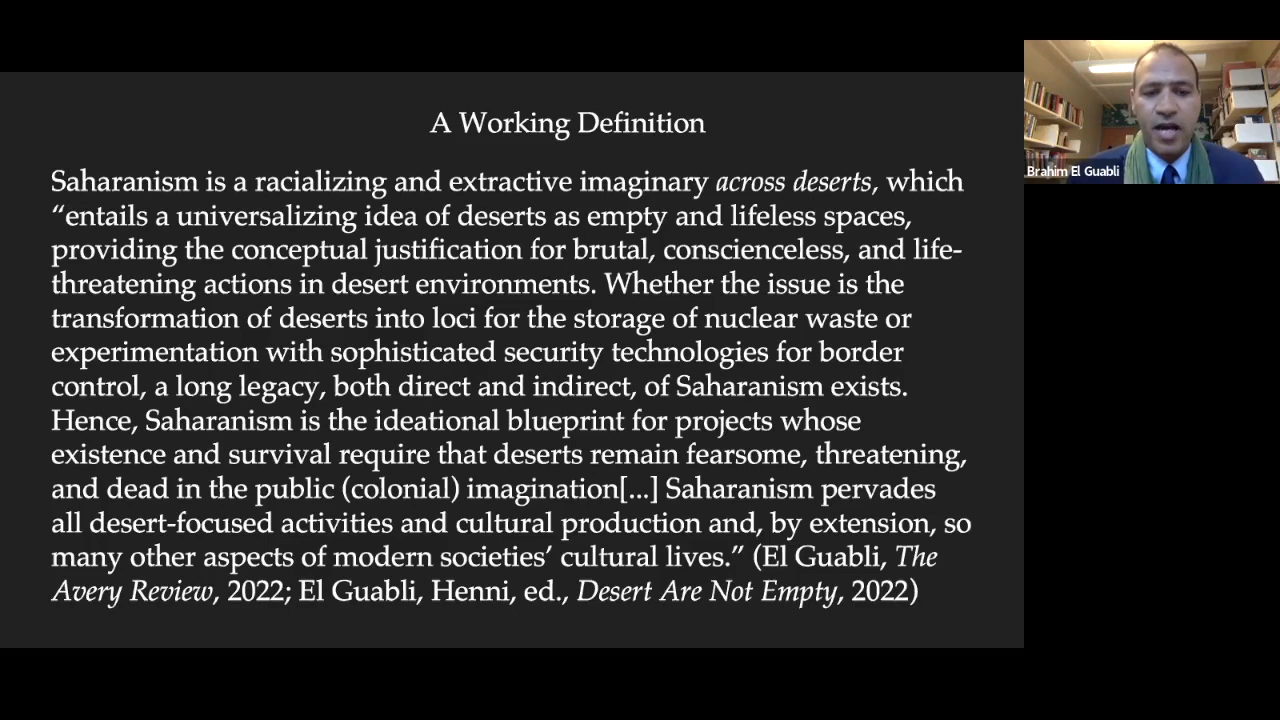 A Working Definition
Saharanism is a racializing and extractive imaginary across deserts, which
“entails a universalizing idea of deserts as empty and lifeless spaces,
providing the conceptual justification for brutal, conscienceless, and life-
threatening actions in desert environments. Whether the issue is the
transformation of deserts into loci for the storage of nuclear waste or
experimentation with sophisticated security technologies for border
control, a long legacy, both direct and indirect, of Saharanism exists.
Hence, Saharanism is the ideational blueprint for projects whose
existence and survival require that deserts remain fearsome, threatening,
and dead in the public (colonial) imagination[...] Saharanism pervades
all desert-focused activities and cultural production and, by extension, so
many other aspects of modern societies’ cultural lives.” (El Guabli, The
Avery Review, 2022; El Guabli, Henni, ed., Desert Are Not Empty, 2022)
Brahim El Guabli